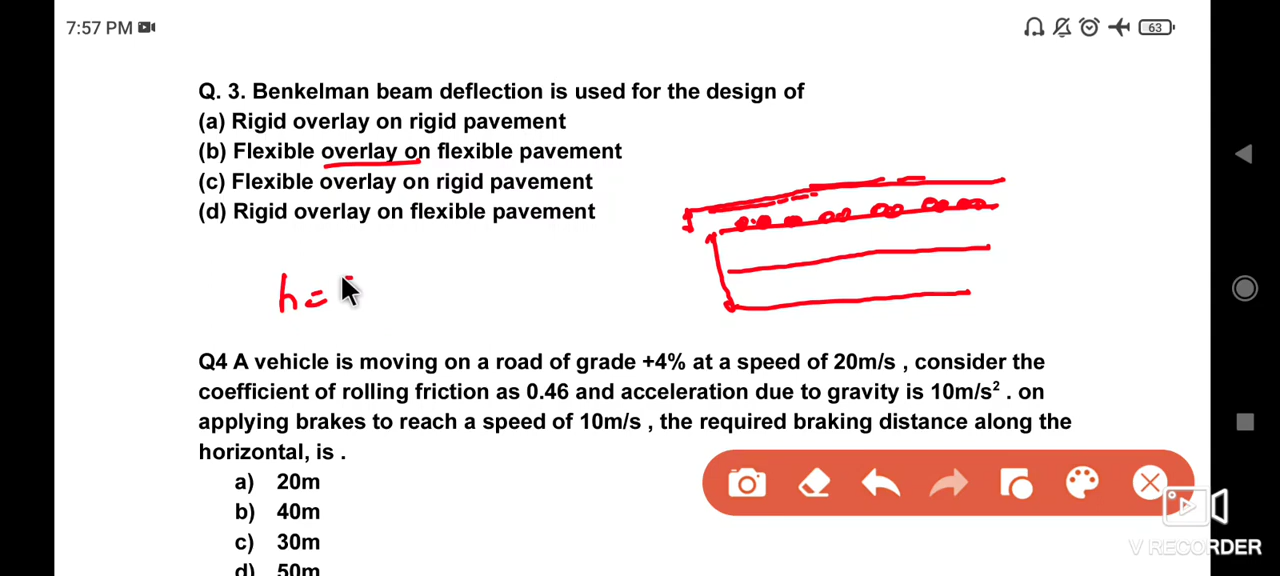 7:57 PM
63
Q. 3. Benkelman beam deflection is used for the design of
(a) Rigid overlay on rigid pavement
(b) Flexible overlay on flexible pavement
(c) Flexible overlay on rigid pavement
(d) Rigid overlay on flexible pavement
h =
Q4 A vehicle is moving on a road of grade +4% at a speed of 20m/s , consider the
coefficient of rolling friction as 0.46 and acceleration due to gravity is 10m/s² . on
applying brakes to reach a speed of 10m/s , the required braking distance along the
horizontal, is .
a) 20m
b) 40m
c) 30m
d) 50m
V RECORDER